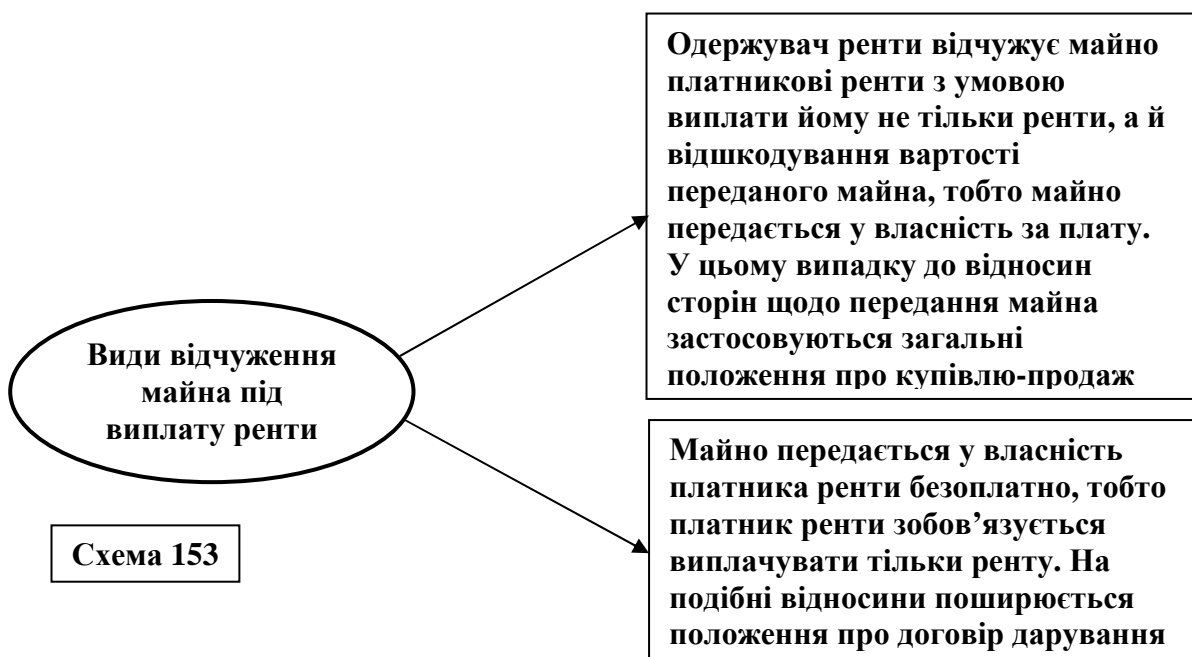 Види відчуження
майна під
виплату ренти
Одержувач ренти відчужує майно
платникові ренти з умовою
виплати йому не тільки ренти, а й
відшкодування вартості
переданого майна, тобто майно
передається у власність за плату.
У цьому випадку до відносин
сторін щодо передання майна
застосовуються загальні
положення про купівлю-продаж
Майно передається у власність
платника ренти безоплатно, тобто
платник ренти зобов’язується
виплачувати тільки ренту. На
подібні відносини поширюється
положення про договір дарування
Схема 153